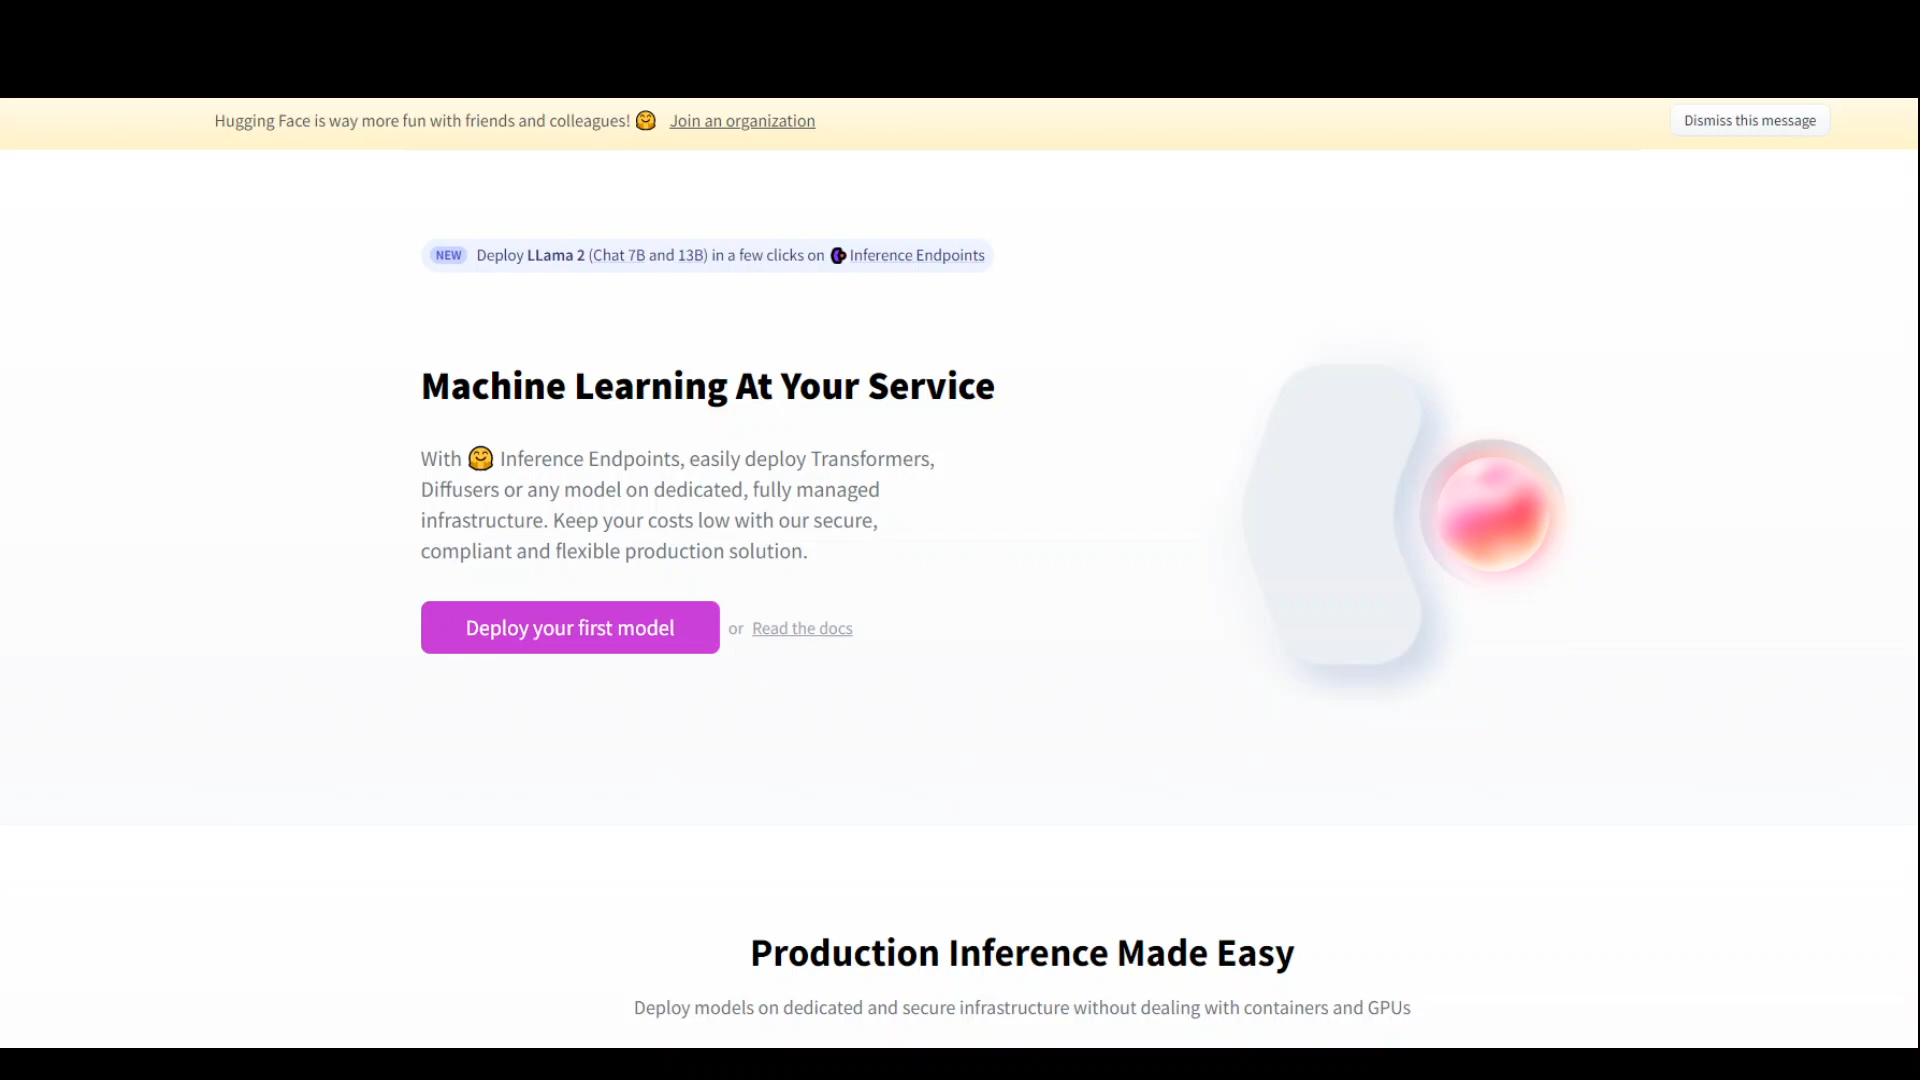 Hugging Face is way more fun with friends and colleagues! 🤗 Join an organization
Dismiss this message
NEW Deploy LLama 2 (Chat 7B and 13B) in a few clicks on Inference Endpoints
Machine Learning At Your Service
With 🤗 Inference Endpoints, easily deploy Transformers,
Diffusers or any model on dedicated, fully managed
infrastructure. Keep your costs low with our secure,
compliant and flexible production solution.
Deploy your first model or Read the docs
Production Inference Made Easy
Deploy models on dedicated and secure infrastructure without dealing with containers and GPUs